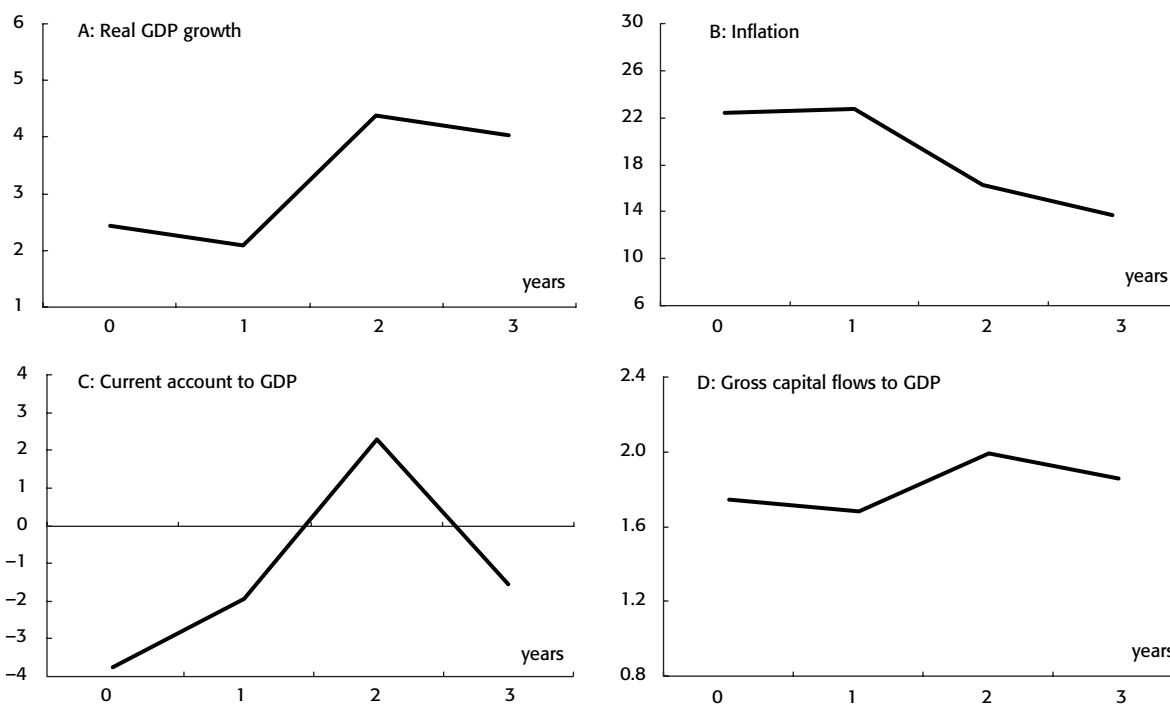 A: Real GDP growth
6
5
4
3
2
1
years
0 1 2 3
B: Inflation
30
26
22
18
14
10
6
years
0 1 2 3
C: Current account to GDP
4
3
2
1
0
–1
–2
–3
–4
years
0 1 2 3
D: Gross capital flows to GDP
2.4
2.0
1.6
1.2
0.8
years
0 1 2 3